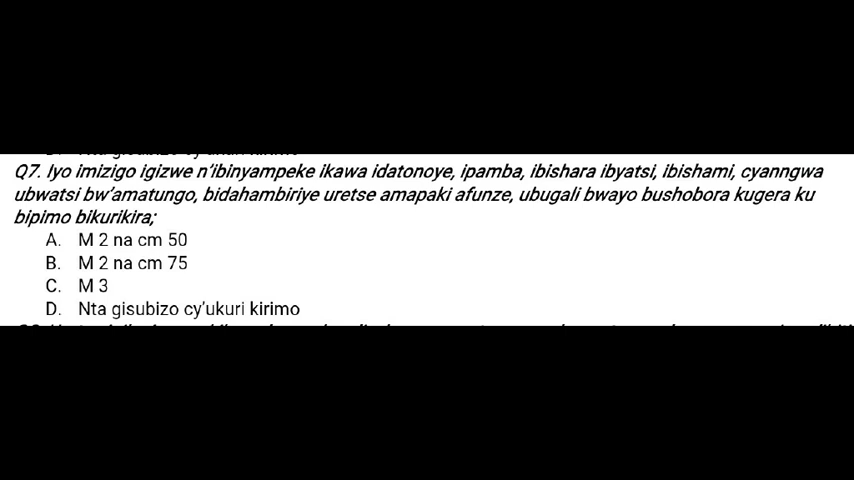 Q7. Iyo imizigo igizwe n'ibinyampeke ikawa idatonoye, ipamba, ibishara ibyatsi, ibishami, cyanngwa
ubwatsi bw'amatungo, bidahambiriye uretse amapaki afunze, ubugali bwayo bushobora kugera ku
bipimo bikurikira;
A. M 2 na cm 50
B. M 2 na cm 75
C. M 3
D. Nta gisubizo cy'ukuri kirimo